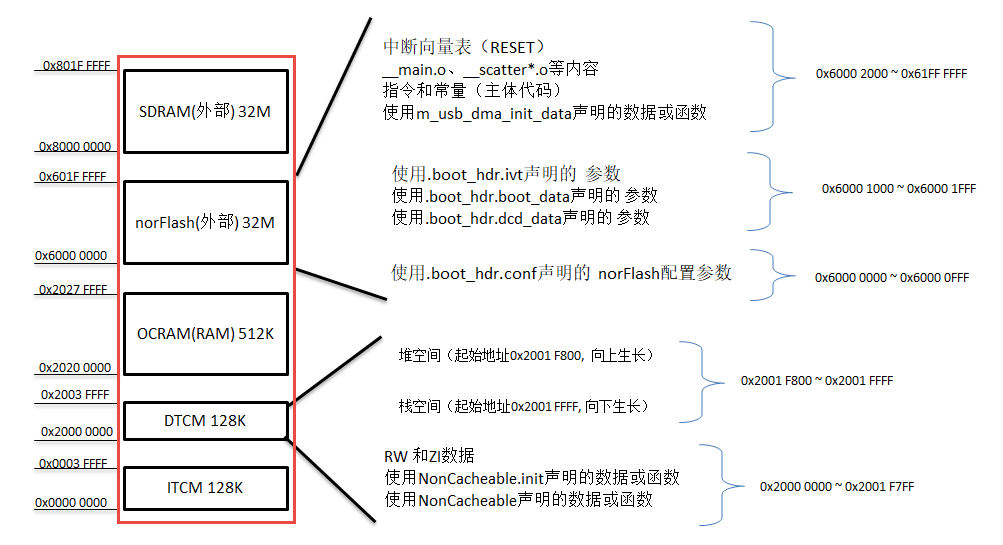 0x801F FFFF
SDRAM(外部) 32M
0x8000 0000
0x601F FFFF
norFlash(外部) 32M
0x6000 0000
0x2027 FFFF
OCRAM(RAM) 512K
0x2020 0000
0x2003 FFFF
DTCM 128K
0x2000 0000
0x0003 FFFF
ITCM 128K
0x0000 0000
中断向量表（RESET）
__main.o、__scatter*.o等内容
指令和常量（主体代码）
使用m_usb_dma_init_data声明的数据或函数
0x6000 2000 ~ 0x61FF FFFF
使用.boot_hdr.ivt声明的 参数
使用.boot_hdr.boot_data声明的 参数
使用.boot_hdr.dcd_data声明的 参数
0x6000 1000 ~ 0x6000 1FFF
使用.boot_hdr.conf声明的 norFlash配置参数
0x6000 0000 ~ 0x6000 0FFF
堆空间（起始地址0x2001 F800, 向上生长）
栈空间（起始地址0x2001 FFFF, 向下生长）
0x2001 F800 ~ 0x2001 FFFF
RW 和ZI数据
使用NonCacheable.init声明的数据或函数
使用NonCacheable声明的数据或函数
0x2000 0000 ~ 0x2001 F7FF